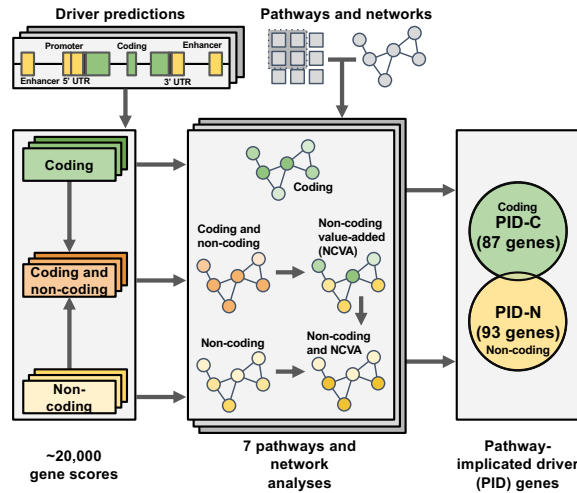 Driver predictions
Pathways and networks
Promoter
Coding
Enhancer
Enhancer
5' UTR
3' UTR
Coding
Coding and
non-coding
Non-
coding
~20,000
gene scores
Coding
Coding and
non-coding
Non-coding
value-added
(NCVA)
Non-coding
Non-coding
and NCVA
7 pathways and
network
analyses
Coding
PID-C
(87 genes)
PID-N
(93 genes)
Non-coding
Pathway-
implicated driver
(PID) genes